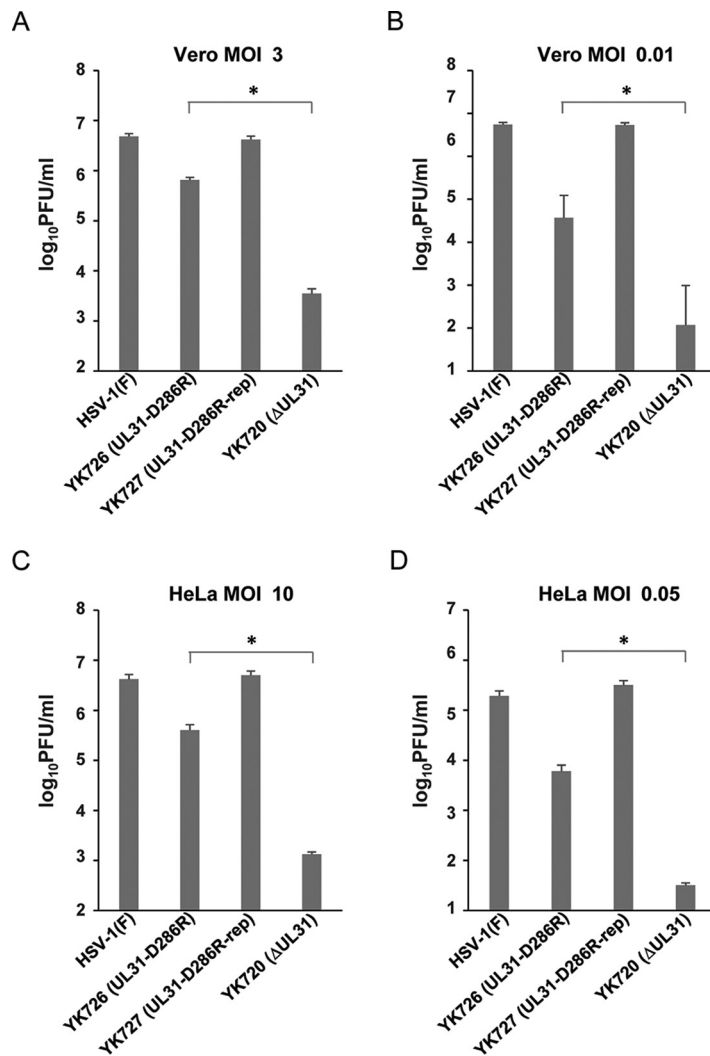 A
Vero MOI 3
log10PFU/ml
8
7
6
5
4
3
2
*
HSV-1(F)
YK726 (UL31-D286R)
YK727 (UL31-D286R-rep)
YK720 (ΔUL31)
B
Vero MOI 0.01
log10PFU/ml
8
7
6
5
4
3
2
1
*
HSV-1(F)
YK726 (UL31-D286R)
YK727 (UL31-D286R-rep)
YK720 (ΔUL31)
C
HeLa MOI 10
log10PFU/ml
8
7
6
5
4
3
2
*
HSV-1(F)
YK726 (UL31-D286R)
YK727 (UL31-D286R-rep)
YK720 (ΔUL31)
D
HeLa MOI 0.05
log10PFU/ml
7
6
5
4
3
2
1
*
HSV-1(F)
YK726 (UL31-D286R)
YK727 (UL31-D286R-rep)
YK720 (ΔUL31)